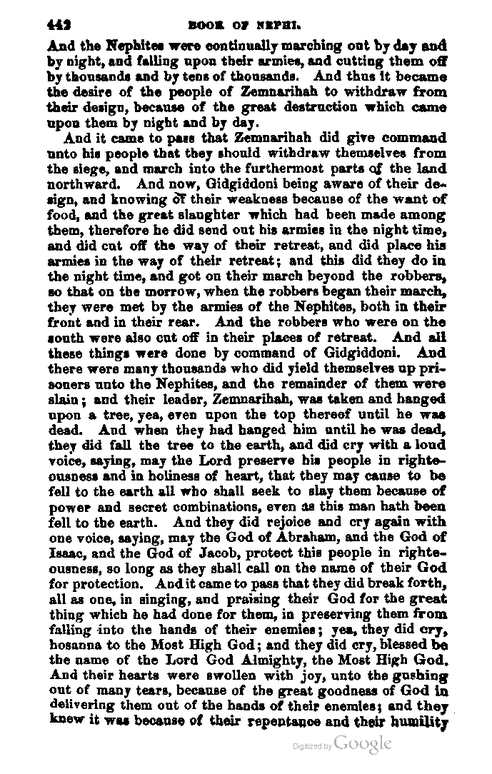 442 BOOK OF NEPHI.
And the Nephites were continually marching out by day and
by night, and falling upon their armies, and cutting them off
by thousands and by tens of thousands. And thus it became
the desire of the people of Zemnarihah to withdraw from
their design, because of the great destruction which came
upon them by night and by day.
And it came to pass that Zemnarihah did give command
unto his people that they should withdraw themselves from
the siege, and march into the furthermost parts of the land
northward. And now, Gidgiddoni being aware of their de-
sign, and knowing of their weakness because of the want of
food, and the great slaughter which had been made among
them, therefore he did send out his armies in the night time,
and did cut off the way of their retreat, and did place his
armies in the way of their retreat; and this did they do in
the night time, and got on their march beyond the robbers,
so that on the morrow, when the robbers began their march,
they were met by the armies of the Nephites, both in their
front and in their rear. And the robbers who were on the
south were also cut off in their places of retreat. And all
these things were done by command of Gidgiddoni. And
there were many thousands who did yield themselves up pri-
soners unto the Nephites, and the remainder of them were
slain; and their leader, Zemnarihah, was taken and hanged
upon a tree, yea, even upon the top thereof until he was
dead. And when they had hanged him until he was dead,
they did fall the tree to the earth, and did cry with a loud
voice, saying, may the Lord preserve his people in righte-
ousness and in holiness of heart, that they may cause to be
fell to the earth all who shall seek to slay them because of
power and secret combinations, even as this man hath been
fell to the earth. And they did rejoice and cry again with
one voice, saying, may the God of Abraham, and the God of
Isaac, and the God of Jacob, protect this people in righte-
ousness, so long as they shall call on the name of their God
for protection. And it came to pass that they did break forth,
all as one, in singing, and praising their God for the great
thing which he had done for them, in preserving them from
falling into the hands of their enemies; yea, they did cry,
hosanna to the Most High God; and they did cry, blessed be
the name of the Lord God Almighty, the Most High God.
And their hearts were swollen with joy, unto the gushing
out of many tears, because of the great goodness of God in
delivering them out of the hands of their enemies; and they
knew it was because of their repentance and their humility
Digitized by Google